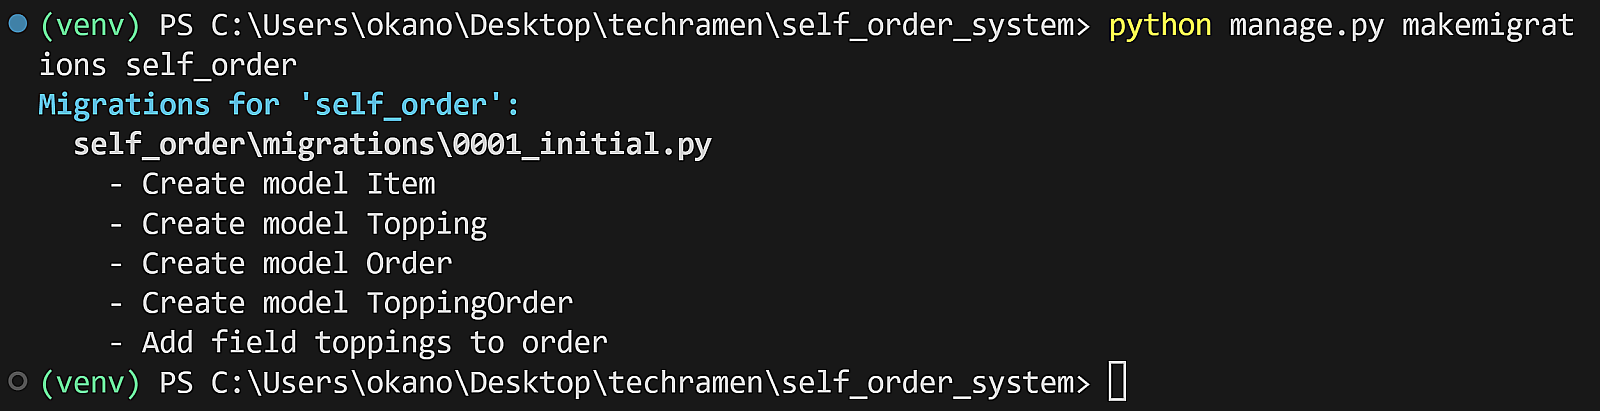 (venv) PS C:\Users\okano\Desktop\techramen\self_order_system> python manage.py makemigrat
ions self_order
Migrations for 'self_order':
  self_order\migrations\0001_initial.py
    - Create model Item
    - Create model Topping
    - Create model Order
    - Create model ToppingOrder
    - Add field toppings to order
(venv) PS C:\Users\okano\Desktop\techramen\self_order_system>